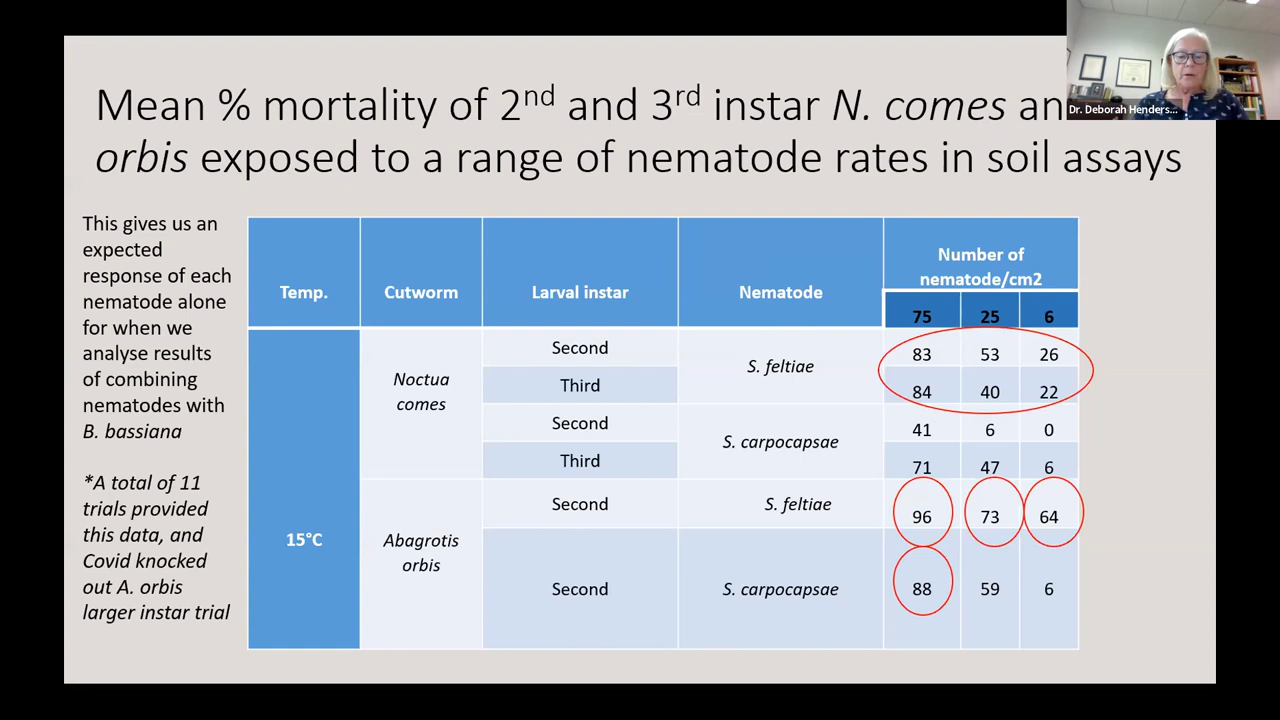 Mean % mortality of 2nd and 3rd instar N. comes an
orbis exposed to a range of nematode rates in soil assays
Dr. Deborah Henders...
This gives us an
expected
response of each
nematode alone
for when we
analyse results
of combining
nematodes with
B. bassiana
*A total of 11
trials provided
this data, and
Covid knocked
out A. orbis
larger instar trial
Temp.
Cutworm
Larval instar
Nematode
Number of
nematode/cm2
75 25 6
15°C
Noctua
comes
Second
S. feltiae
83 53 26
Third
84 40 22
Second
S. carpocapsae
41 6 0
Third
71 47 6
Abagrotis
orbis
Second
S. feltiae
96 73 64
Second
S. carpocapsae
88 59 6